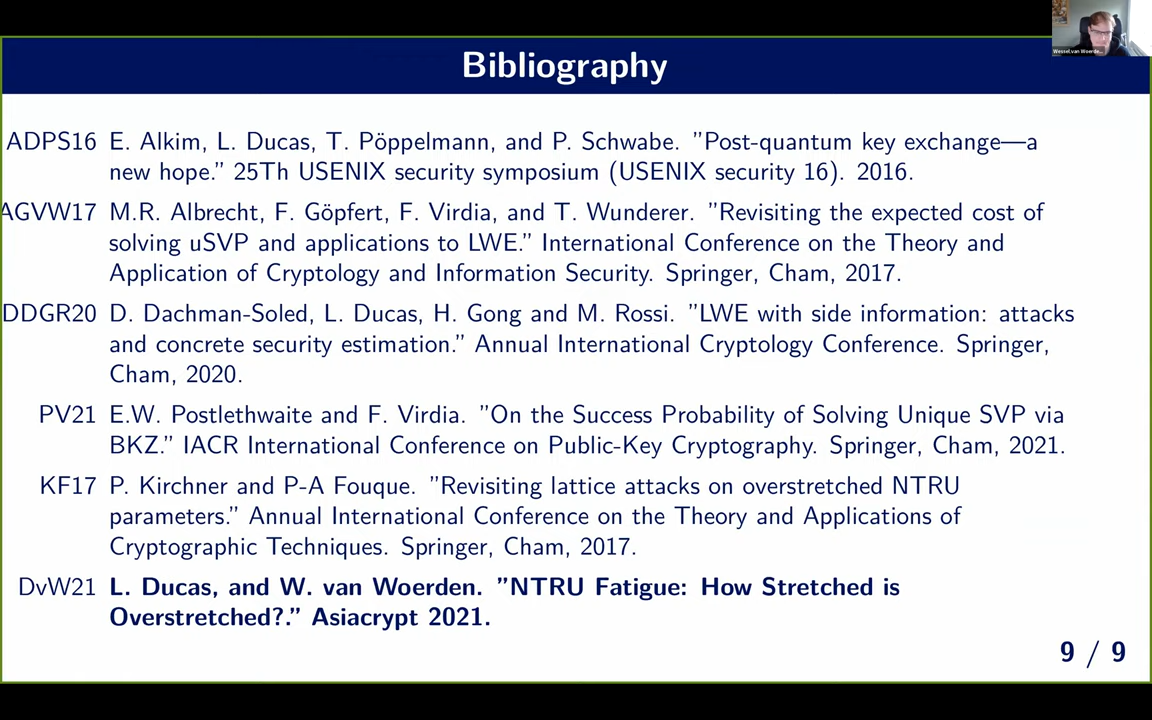 Bibliography
Wessel van Woerde...
ADPS16 E. Alkim, L. Ducas, T. Pöppelmann, and P. Schwabe. ”Post-quantum key exchange—a
new hope.” 25Th USENIX security symposium (USENIX security 16). 2016.
AGVW17 M.R. Albrecht, F. Göpfert, F. Virdia, and T. Wunderer. ”Revisiting the expected cost of
solving uSVP and applications to LWE.” International Conference on the Theory and
Application of Cryptology and Information Security. Springer, Cham, 2017.
DDGR20 D. Dachman-Soled, L. Ducas, H. Gong and M. Rossi. ”LWE with side information: attacks
and concrete security estimation.” Annual International Cryptology Conference. Springer,
Cham, 2020.
PV21 E.W. Postlethwaite and F. Virdia. ”On the Success Probability of Solving Unique SVP via
BKZ.” IACR International Conference on Public-Key Cryptography. Springer, Cham, 2021.
KF17 P. Kirchner and P-A Fouque. ”Revisiting lattice attacks on overstretched NTRU
parameters.” Annual International Conference on the Theory and Applications of
Cryptographic Techniques. Springer, Cham, 2017.
DvW21 L. Ducas, and W. van Woerden. ”NTRU Fatigue: How Stretched is
Overstretched?.” Asiacrypt 2021.
9 / 9